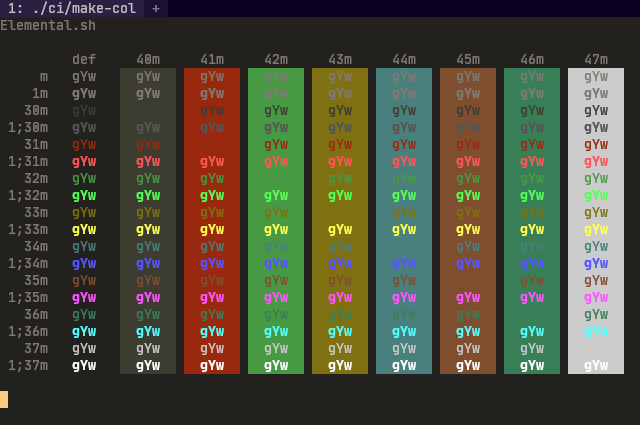 1: ./ci/make-col +
Elemental.sh
def 40m 41m 42m 43m 44m 45m 46m 47m
m gYw gYw gYw gYw gYw gYw gYw gYw gYw
1m gYw gYw gYw gYw gYw gYw gYw gYw gYw
30m gYw gYw gYw gYw gYw gYw gYw gYw
1;30m gYw gYw gYw gYw gYw gYw gYw gYw gYw
31m gYw gYw gYw gYw gYw gYw gYw gYw
1;31m gYw gYw gYw gYw gYw gYw gYw gYw gYw
32m gYw gYw gYw gYw gYw gYw gYw gYw
1;32m gYw gYw gYw gYw gYw gYw gYw gYw gYw
33m gYw gYw gYw gYw gYw gYw gYw gYw
1;33m gYw gYw gYw gYw gYw gYw gYw gYw gYw
34m gYw gYw gYw gYw gYw gYw gYw gYw
1;34m gYw gYw gYw gYw gYw gYw gYw gYw gYw
35m gYw gYw gYw gYw gYw gYw gYw gYw
1;35m gYw gYw gYw gYw gYw gYw gYw gYw gYw
36m gYw gYw gYw gYw gYw gYw gYw gYw
1;36m gYw gYw gYw gYw gYw gYw gYw gYw gYw
37m gYw gYw gYw gYw gYw gYw gYw gYw
1;37m gYw gYw gYw gYw gYw gYw gYw gYw gYw